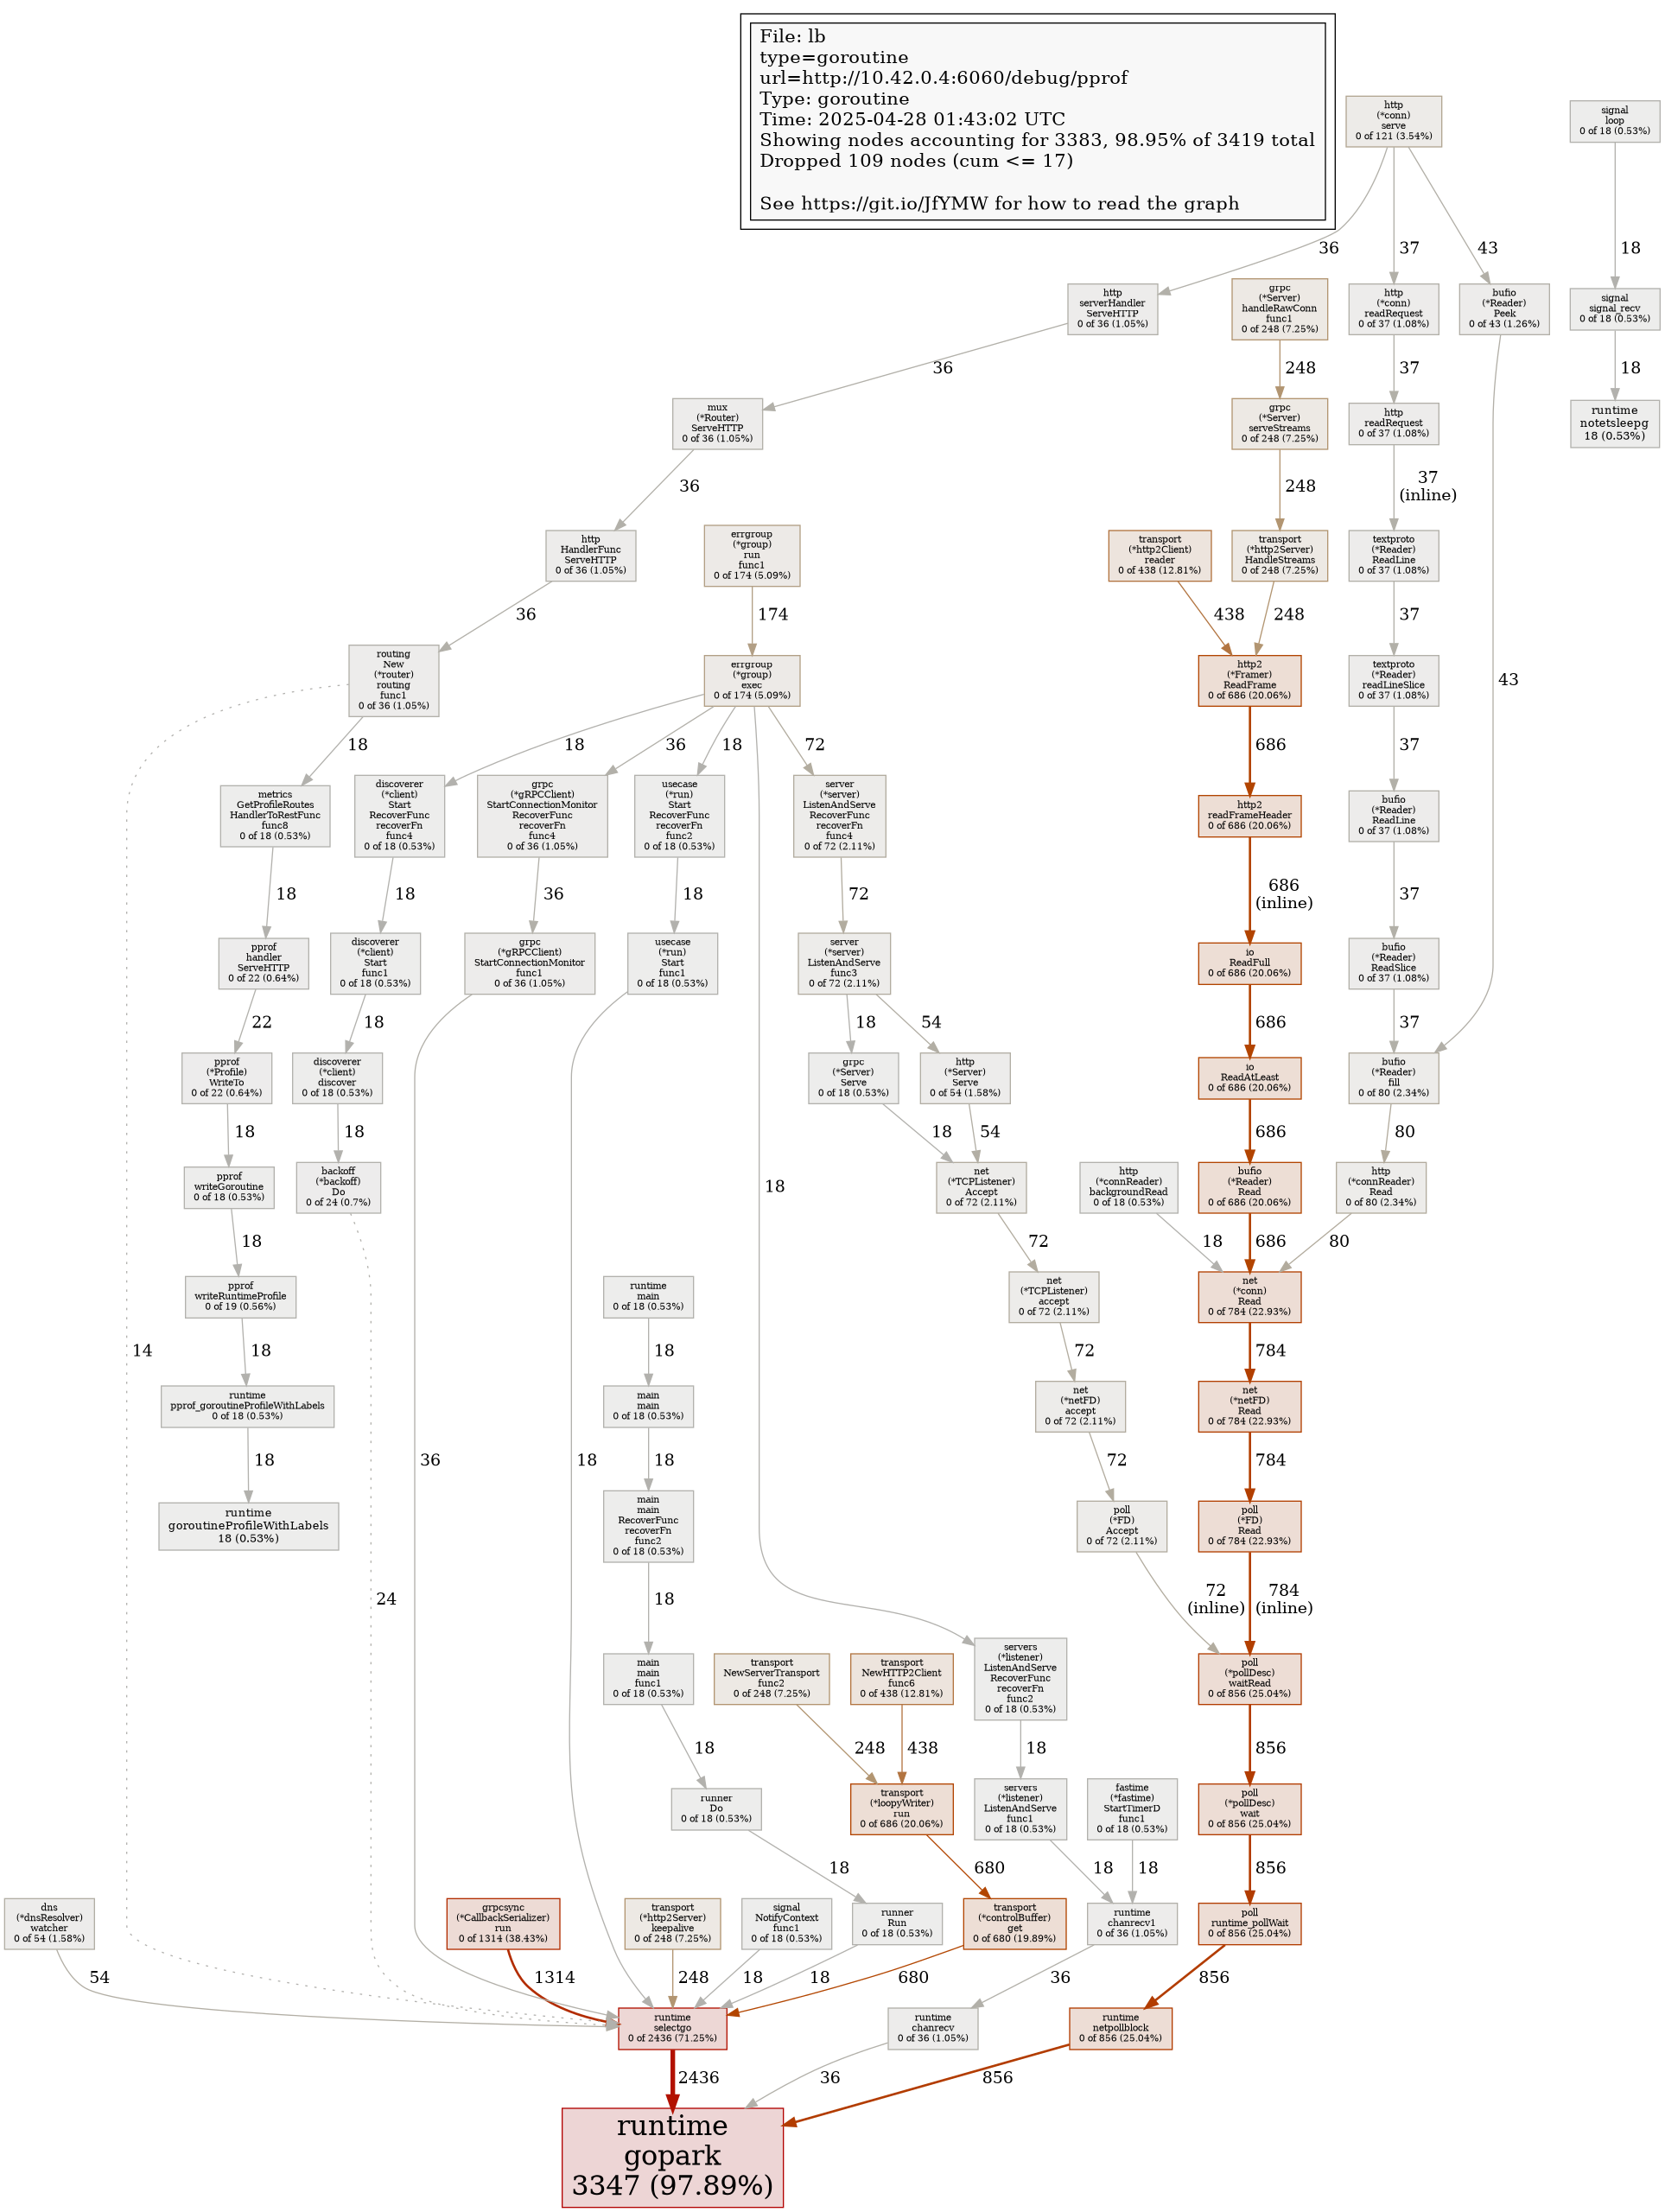 File: lb
type=goroutine
url=http://10.42.0.4:6060/debug/pprof
Type: goroutine
Time: 2025-04-28 01:43:02 UTC
Showing nodes accounting for 3383, 98.95% of 3419 total
Dropped 109 nodes (cum <= 17)
See https://git.io/JfYMW for how to read the graph
http
(*conn)
serve
0 of 121 (3.54%)
signal
loop
0 of 18 (0.53%)
36
37
43
18
http
serverHandler
ServeHTTP
0 of 36 (1.05%)
grpc
(*Server)
handleRawConn
func1
0 of 248 (7.25%)
http
(*conn)
readRequest
0 of 37 (1.08%)
bufio
(*Reader)
Peek
0 of 43 (1.26%)
signal
signal_recv
0 of 18 (0.53%)
36
248
37
18
mux
(*Router)
ServeHTTP
0 of 36 (1.05%)
grpc
(*Server)
serveStreams
0 of 248 (7.25%)
http
readRequest
0 of 37 (1.08%)
runtime
notetsleepg
18 (0.53%)
36
248
37
(inline)
http
HandlerFunc
ServeHTTP
0 of 36 (1.05%)
errgroup
(*group)
run
func1
0 of 174 (5.09%)
transport
(*http2Client)
reader
0 of 438 (12.81%)
transport
(*http2Server)
HandleStreams
0 of 248 (7.25%)
textproto
(*Reader)
ReadLine
0 of 37 (1.08%)
36
174
438
248
37
routing
New
(*router)
routing
func1
0 of 36 (1.05%)
errgroup
(*group)
exec
0 of 174 (5.09%)
http2
(*Framer)
ReadFrame
0 of 686 (20.06%)
textproto
(*Reader)
readLineSlice
0 of 37 (1.08%)
43
18
18
36
18
72
686
37
metrics
GetProfileRoutes
HandlerToRestFunc
func8
0 of 18 (0.53%)
discoverer
(*client)
Start
RecoverFunc
recoverFn
func4
0 of 18 (0.53%)
grpc
(*gRPCClient)
StartConnectionMonitor
RecoverFunc
recoverFn
func4
0 of 36 (1.05%)
usecase
(*run)
Start
RecoverFunc
recoverFn
func2
0 of 18 (0.53%)
server
(*server)
ListenAndServe
RecoverFunc
recoverFn
func4
0 of 72 (2.11%)
http2
readFrameHeader
0 of 686 (20.06%)
bufio
(*Reader)
ReadLine
0 of 37 (1.08%)
18
18
36
18
72
686
(inline)
37
pprof
handler
ServeHTTP
0 of 22 (0.64%)
discoverer
(*client)
Start
func1
0 of 18 (0.53%)
grpc
(*gRPCClient)
StartConnectionMonitor
func1
0 of 36 (1.05%)
usecase
(*run)
Start
func1
0 of 18 (0.53%)
server
(*server)
ListenAndServe
func3
0 of 72 (2.11%)
io
ReadFull
0 of 686 (20.06%)
bufio
(*Reader)
ReadSlice
0 of 37 (1.08%)
22
18
18
54
686
37
pprof
(*Profile)
WriteTo
0 of 22 (0.64%)
discoverer
(*client)
discover
0 of 18 (0.53%)
grpc
(*Server)
Serve
0 of 18 (0.53%)
http
(*Server)
Serve
0 of 54 (1.58%)
io
ReadAtLeast
0 of 686 (20.06%)
bufio
(*Reader)
fill
0 of 80 (2.34%)
18
18
18
54
686
80
pprof
writeGoroutine
0 of 18 (0.53%)
backoff
(*backoff)
Do
0 of 24 (0.7%)
18
net
(*TCPListener)
Accept
0 of 72 (2.11%)
http
(*connReader)
backgroundRead
0 of 18 (0.53%)
bufio
(*Reader)
Read
0 of 686 (20.06%)
http
(*connReader)
Read
0 of 80 (2.34%)
18
72
18
686
80
pprof
writeRuntimeProfile
0 of 19 (0.56%)
runtime
main
0 of 18 (0.53%)
net
(*TCPListener)
accept
0 of 72 (2.11%)
net
(*conn)
Read
0 of 784 (22.93%)
14
18
18
72
784
runtime
pprof_goroutineProfileWithLabels
0 of 18 (0.53%)
main
main
0 of 18 (0.53%)
net
(*netFD)
accept
0 of 72 (2.11%)
net
(*netFD)
Read
0 of 784 (22.93%)
18
36
18
18
72
784
runtime
goroutineProfileWithLabels
18 (0.53%)
main
main
RecoverFunc
recoverFn
func2
0 of 18 (0.53%)
poll
(*FD)
Accept
0 of 72 (2.11%)
poll
(*FD)
Read
0 of 784 (22.93%)
24
18
72
(inline)
784
(inline)
main
main
func1
0 of 18 (0.53%)
transport
NewServerTransport
func2
0 of 248 (7.25%)
transport
NewHTTP2Client
func6
0 of 438 (12.81%)
servers
(*listener)
ListenAndServe
RecoverFunc
recoverFn
func2
0 of 18 (0.53%)
poll
(*pollDesc)
waitRead
0 of 856 (25.04%)
18
248
438
18
856
runner
Do
0 of 18 (0.53%)
transport
(*loopyWriter)
run
0 of 686 (20.06%)
servers
(*listener)
ListenAndServe
func1
0 of 18 (0.53%)
fastime
(*fastime)
StartTimerD
func1
0 of 18 (0.53%)
poll
(*pollDesc)
wait
0 of 856 (25.04%)
18
680
18
18
856
dns
(*dnsResolver)
watcher
0 of 54 (1.58%)
grpcsync
(*CallbackSerializer)
run
0 of 1314 (38.43%)
transport
(*http2Server)
keepalive
0 of 248 (7.25%)
signal
NotifyContext
func1
0 of 18 (0.53%)
runner
Run
0 of 18 (0.53%)
transport
(*controlBuffer)
get
0 of 680 (19.89%)
runtime
chanrecv1
0 of 36 (1.05%)
poll
runtime_pollWait
0 of 856 (25.04%)
54
1314
248
18
18
680
36
856
runtime
selectgo
0 of 2436 (71.25%)
runtime
chanrecv
0 of 36 (1.05%)
runtime
netpollblock
0 of 856 (25.04%)
2436
36
856
runtime
gopark
3347 (97.89%)